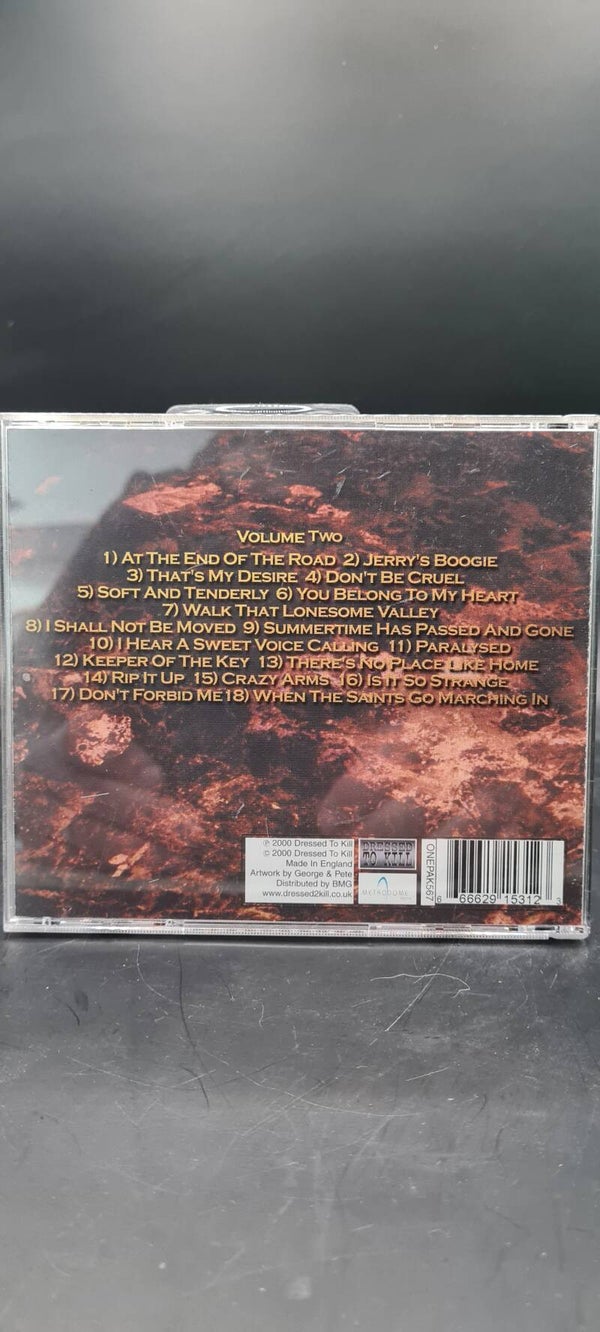 VOLUME TWO
1) AT THE END OF THE ROAD 2) JERRY'S BOOGIE
3) THAT'S MY DESIRE 4) DON'T BE CRUEL
5) SOFT AND TENDERLY 6) YOU BELONG TO MY HEART
7) WALK THAT LONESOME VALLEY
8) I SHALL NOT BE MOVED 9) SUMMERTIME HAS PASSED AND GONE
10) I HEAR A SWEET VOICE CALLING 11) PARALYSED
12) KEEPER OF THE KEY 13) THERE'S NO PLACE LIKE HOME
14) RIP IT UP 15) CRAZY ARMS 16) IS IT SO STRANGE
17) DON'T FORBID ME 18) WHEN THE SAINTS GO MARCHING IN
℗ 2000 Dressed To Kill
© 2000 Dressed To Kill
Made In England
Artwork by George & Pete
Distributed by BMG
www.dressed2kill.co.uk
DRESSED
TO KILL
METRODOME
ONEPAK567
6 66629 15312 3